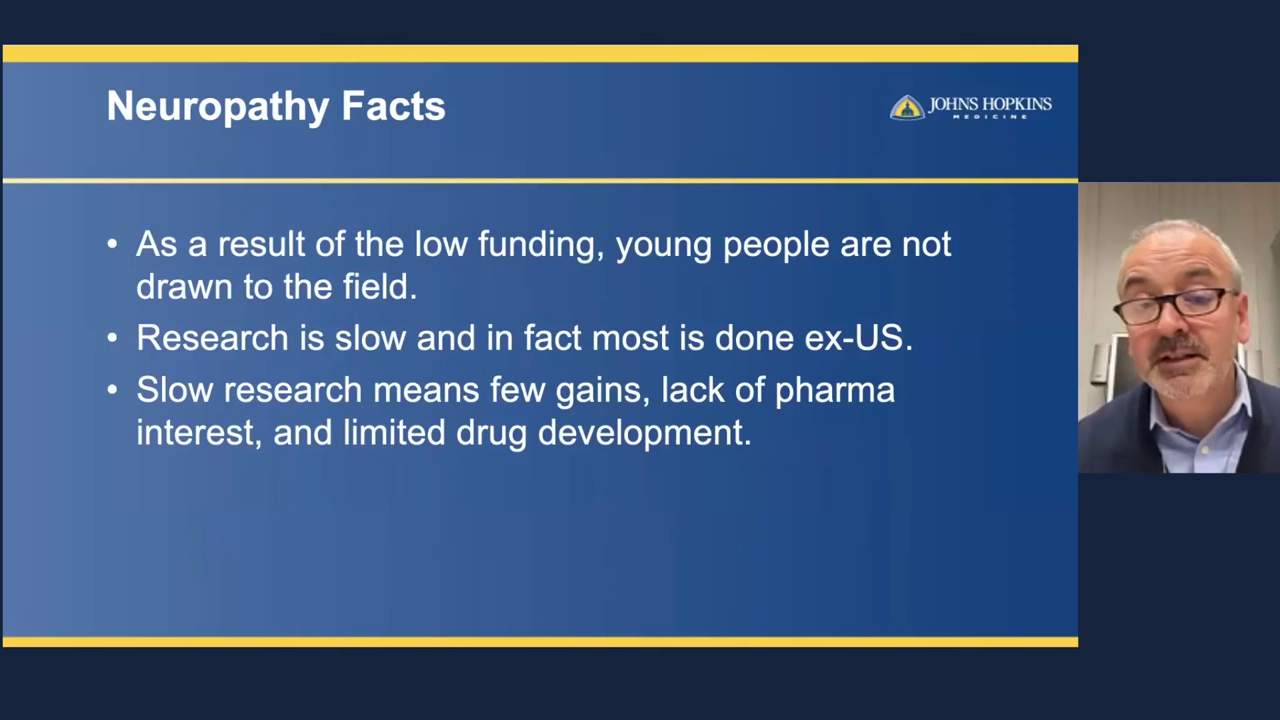 Neuropathy Facts
JOHNS HOPKINS
MEDICINE
• As a result of the low funding, young people are not
drawn to the field.
• Research is slow and in fact most is done ex-US.
• Slow research means few gains, lack of pharma
interest, and limited drug development.